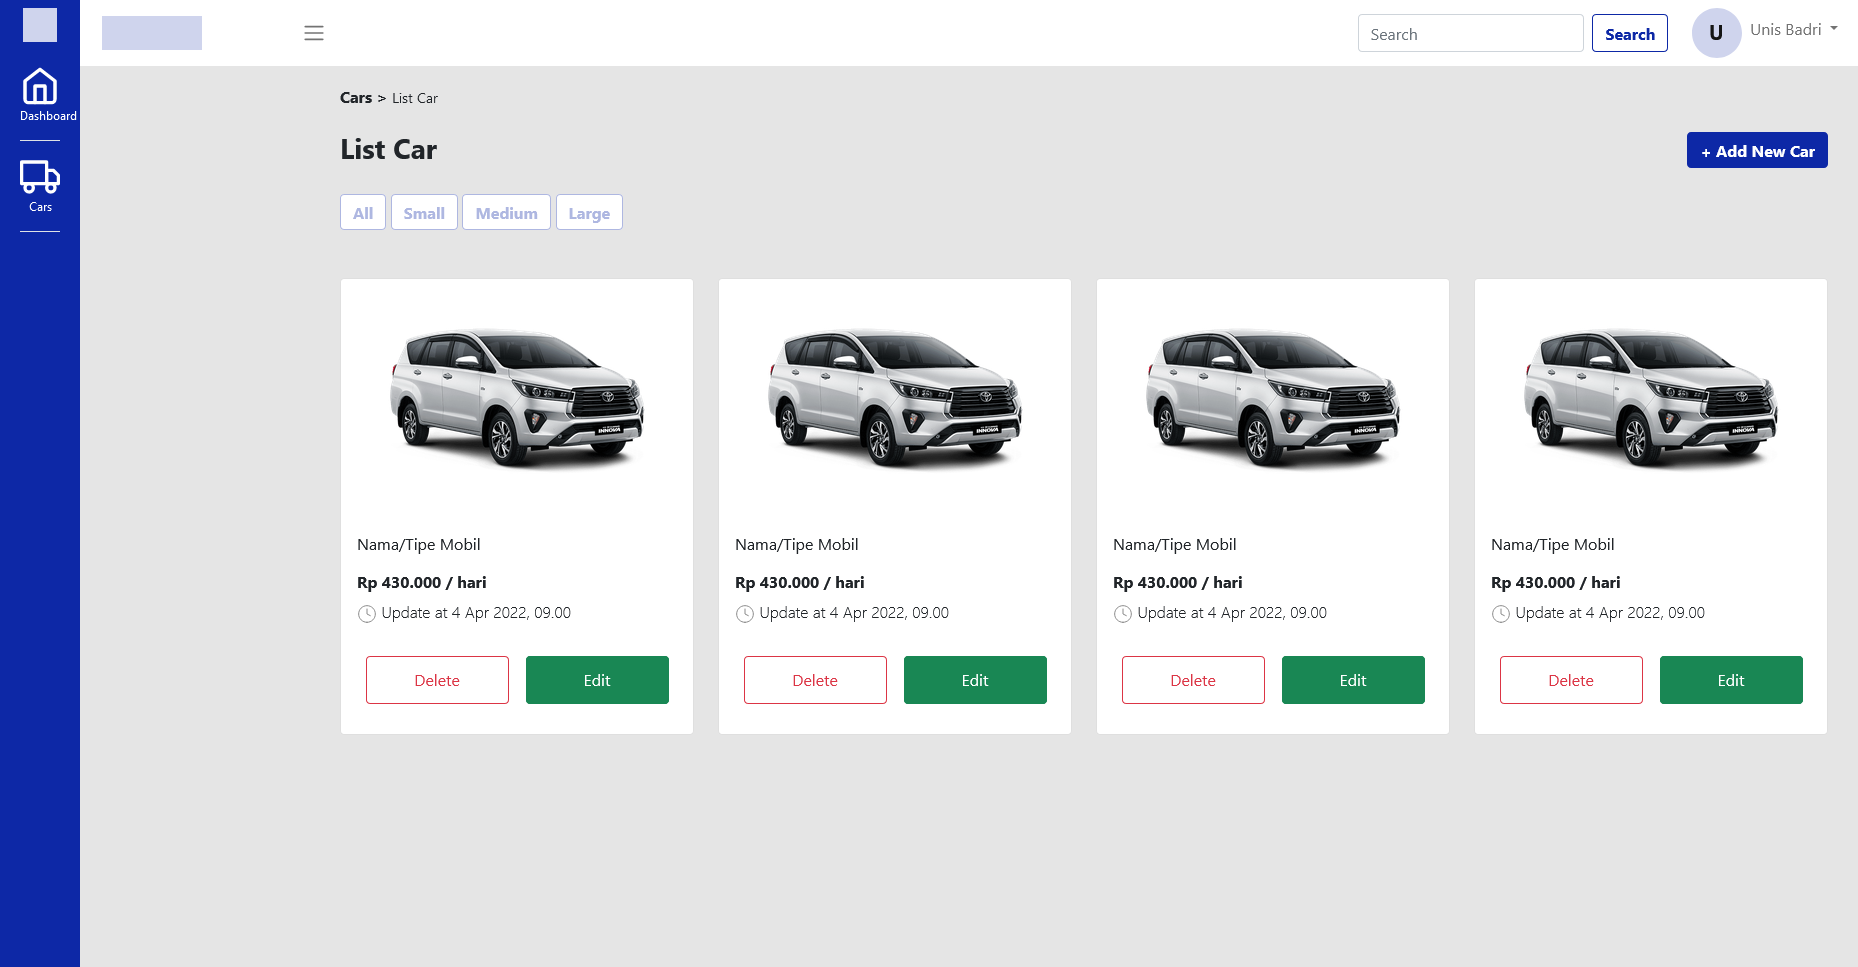 Search
Search
U
Unis Badri
Dashboard
Cars
Cars > List Car
List Car
+ Add New Car
All
Small
Medium
Large
INNOVA
INNOVA
INNOVA
INNOVA
Nama/Tipe Mobil
Rp 430.000 / hari
Update at 4 Apr 2022, 09.00
Delete
Edit
Nama/Tipe Mobil
Rp 430.000 / hari
Update at 4 Apr 2022, 09.00
Delete
Edit
Nama/Tipe Mobil
Rp 430.000 / hari
Update at 4 Apr 2022, 09.00
Delete
Edit
Nama/Tipe Mobil
Rp 430.000 / hari
Update at 4 Apr 2022, 09.00
Delete
Edit